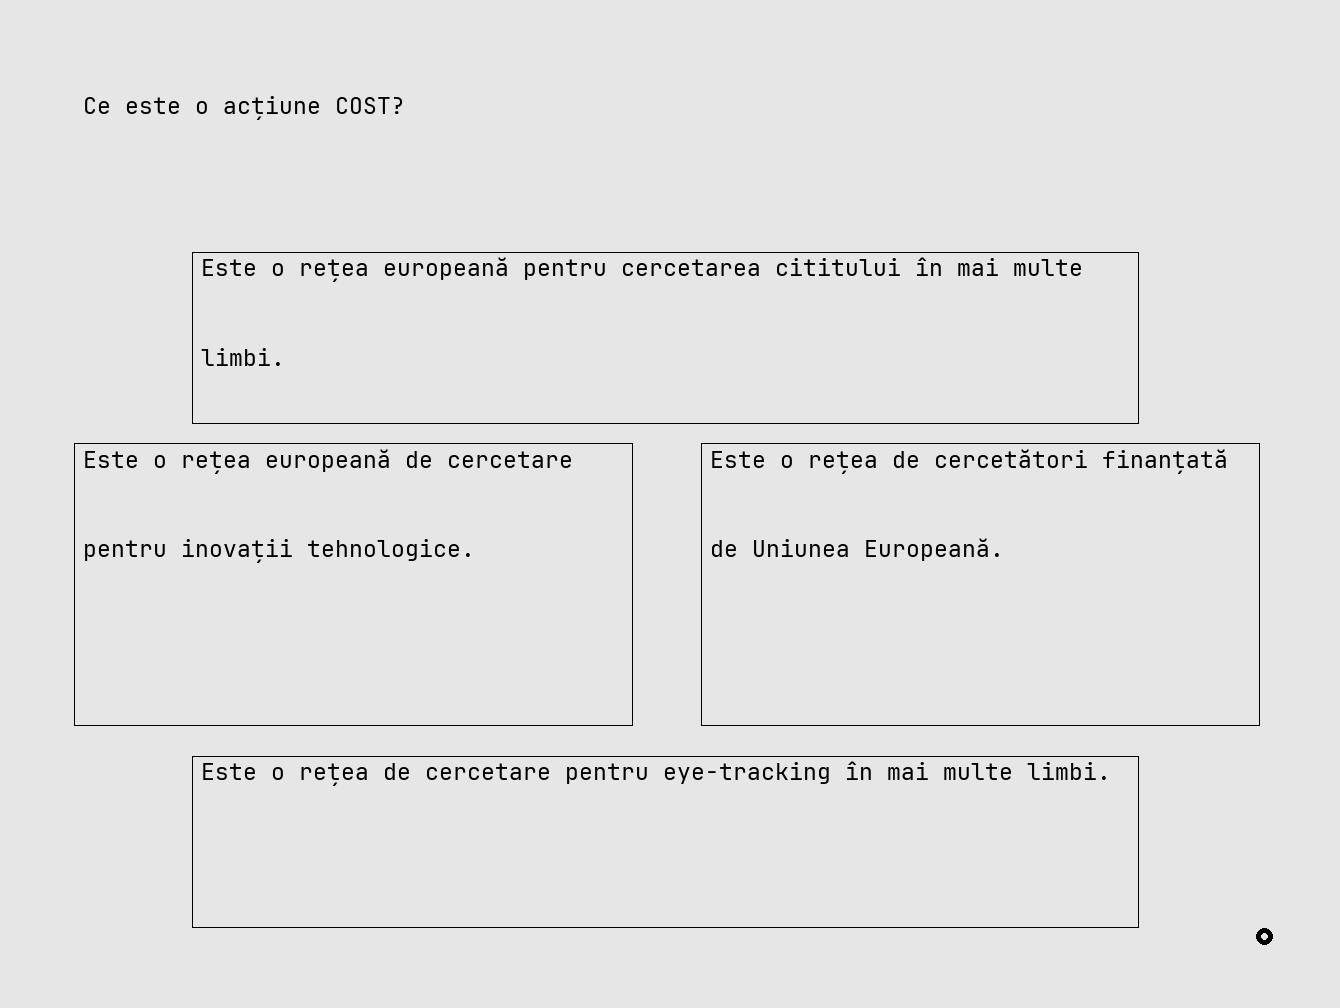 Ce este o acțiune COST?
Este o rețea europeană pentru cercetarea cititului în mai multe
limbi.
Este o rețea europeană de cercetare
pentru inovații tehnologice.
Este o rețea de cercetători finanțată
de Uniunea Europeană.
Este o rețea de cercetare pentru eye-tracking în mai multe limbi.